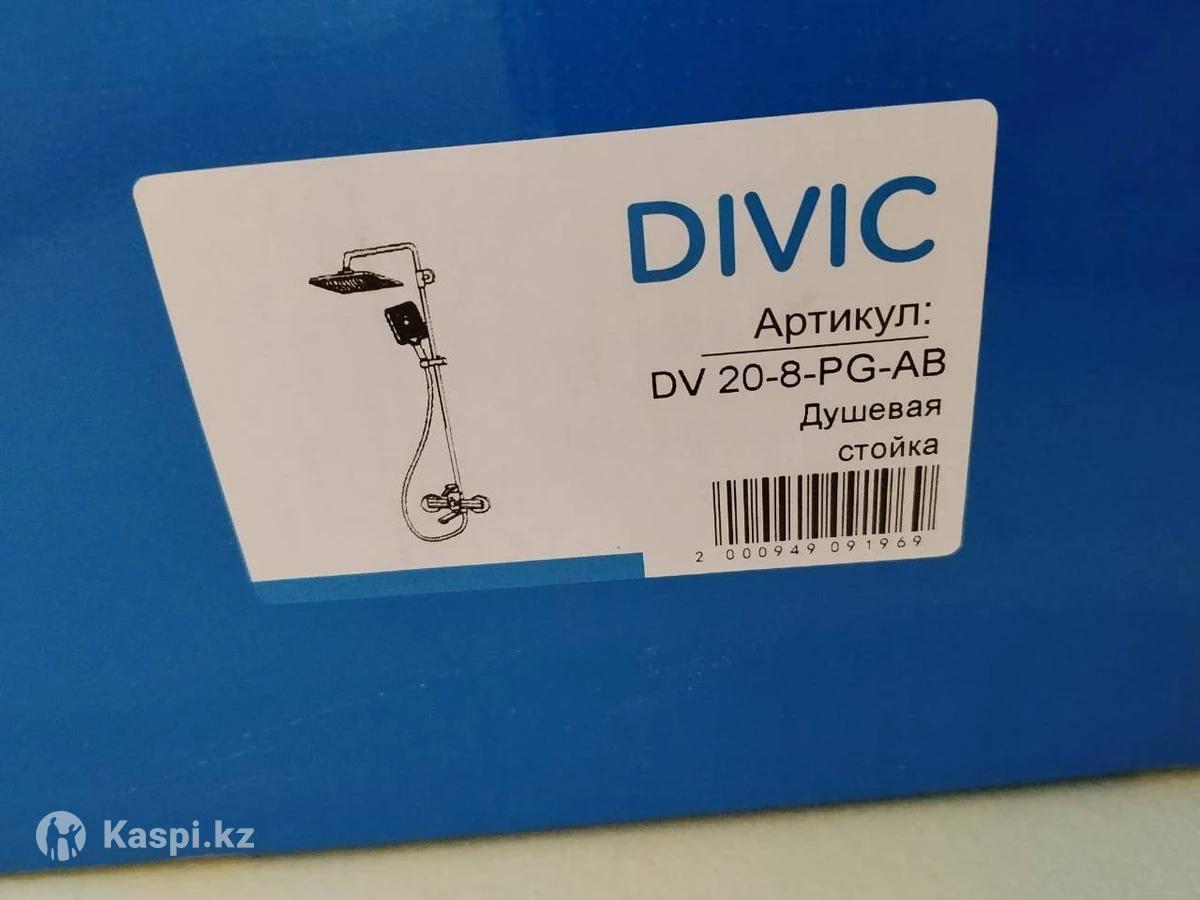 DIVIC
Артикул:
DV 20-8-PG-AB
Душевая
стойка
2 000949 091969
Kaspi.kz